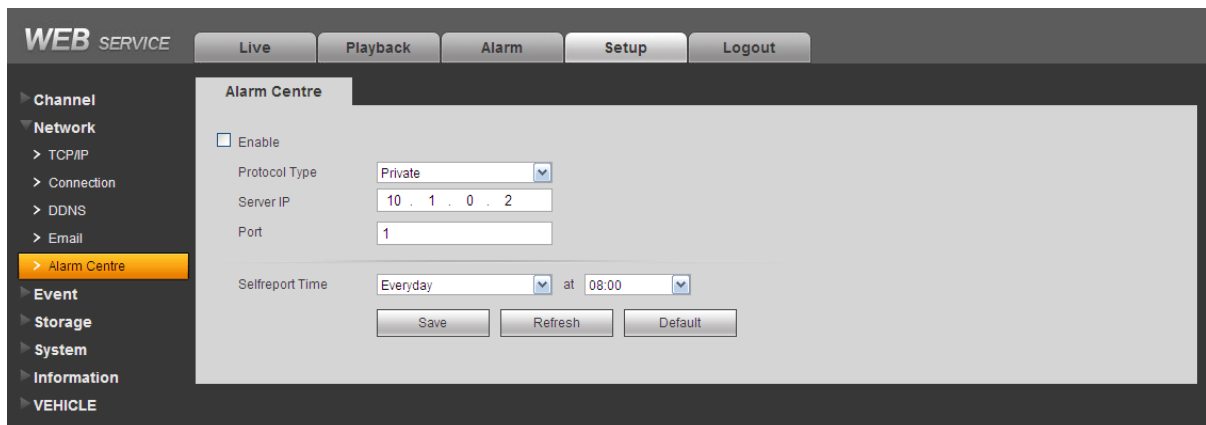 WEB SERVICE
Live Playback Alarm Setup Logout
Channel
Network
> TCP/IP
> Connection
> DDNS
> Email
> Alarm Centre
Event
Storage
System
Information
VEHICLE
Alarm Centre
Enable
Protocol Type Private
Server IP 10 . 1 . 0 . 2
Port 1
Selfreport Time Everyday at 08:00
Save Refresh Default